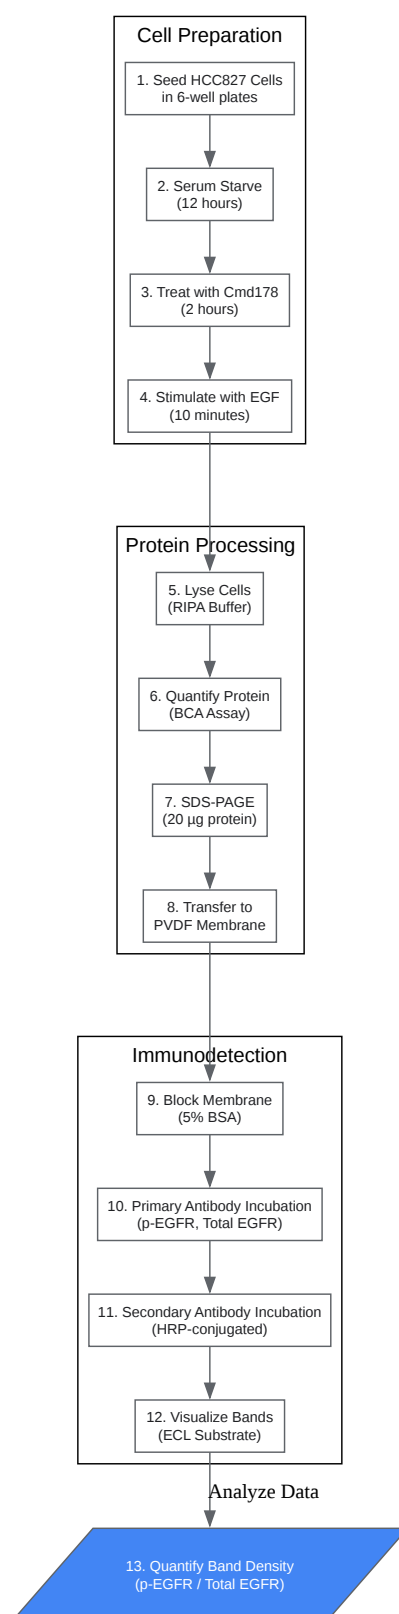 Cell Preparation
1. Seed HCC827 Cells
in 6-well plates
2. Serum Starve
(12 hours)
3. Treat with Cmd178
(2 hours)
4. Stimulate with EGF
(10 minutes)
Protein Processing
5. Lyse Cells
(RIPA Buffer)
6. Quantify Protein
(BCA Assay)
7. SDS-PAGE
(20 µg protein)
8. Transfer to
PVDF Membrane
Immunodetection
9. Block Membrane
(5% BSA)
10. Primary Antibody Incubation
(p-EGFR, Total EGFR)
11. Secondary Antibody Incubation
(HRP-conjugated)
12. Visualize Bands
(ECL Substrate)
Analyze Data
13. Quantify Band Density
(p-EGFR / Total EGFR)